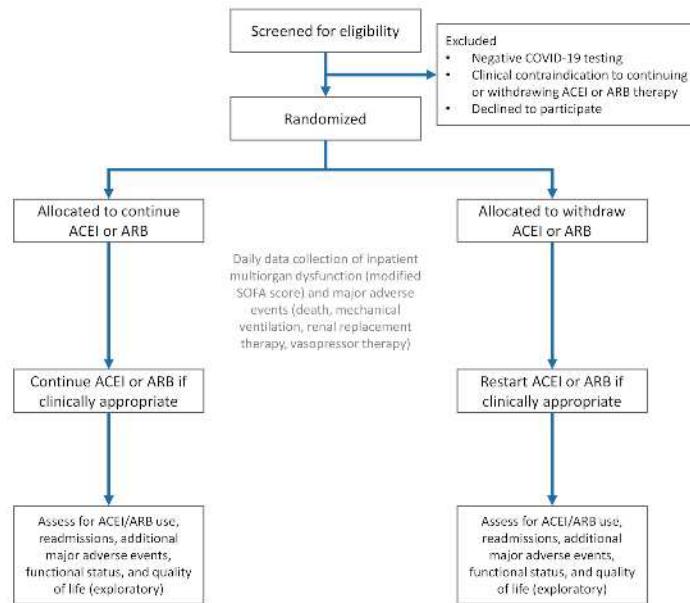 Screened for eligibility
Excluded
• Negative COVID-19 testing
• Clinical contraindication to continuing
or withdrawing ACEI or ARB therapy
• Declined to participate
Randomized
Allocated to continue
ACEI or ARB
Allocated to withdraw
ACEI or ARB
Daily data collection of inpatient
multiorgan dysfunction (modified
SOFA score) and major adverse
events (death, mechanical
ventilation, renal replacement
therapy, vasopressor therapy)
Continue ACEI or ARB if
clinically appropriate
Restart ACEI or ARB if
clinically appropriate
Assess for ACEI/ARB use,
readmissions, additional
major adverse events,
functional status, and quality
of life (exploratory)
Assess for ACEI/ARB use,
readmissions, additional
major adverse events,
functional status, and quality
of life (exploratory)